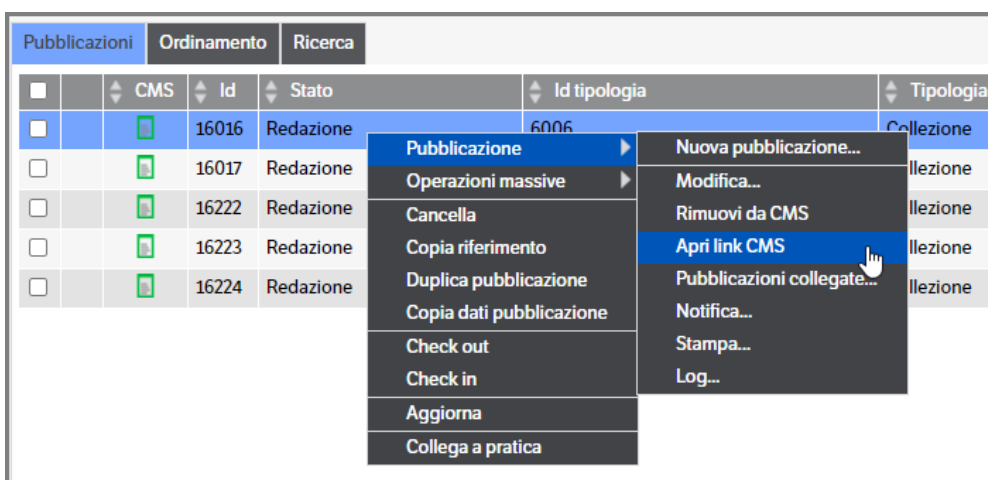 Pubblicazioni Ordinamento Ricerca
CMS Id Stato Id tipologia Tipologia
16016 Redazione 6006 Collezione
Pubblicazione Nuova pubblicazione...
16017 Redazione llezione
Operazioni massive Modifica...
16222 Redazione llezione
Cancella Rimuovi da CMS
16223 Redazione llezione
Copia riferimento Apri link CMS
16224 Redazione llezione
Duplica pubblicazione Pubblicazioni collegate...
Copia dati pubblicazione Notifica...
Check out Stampa...
Check in Log...
Aggiorna
Collega a pratica